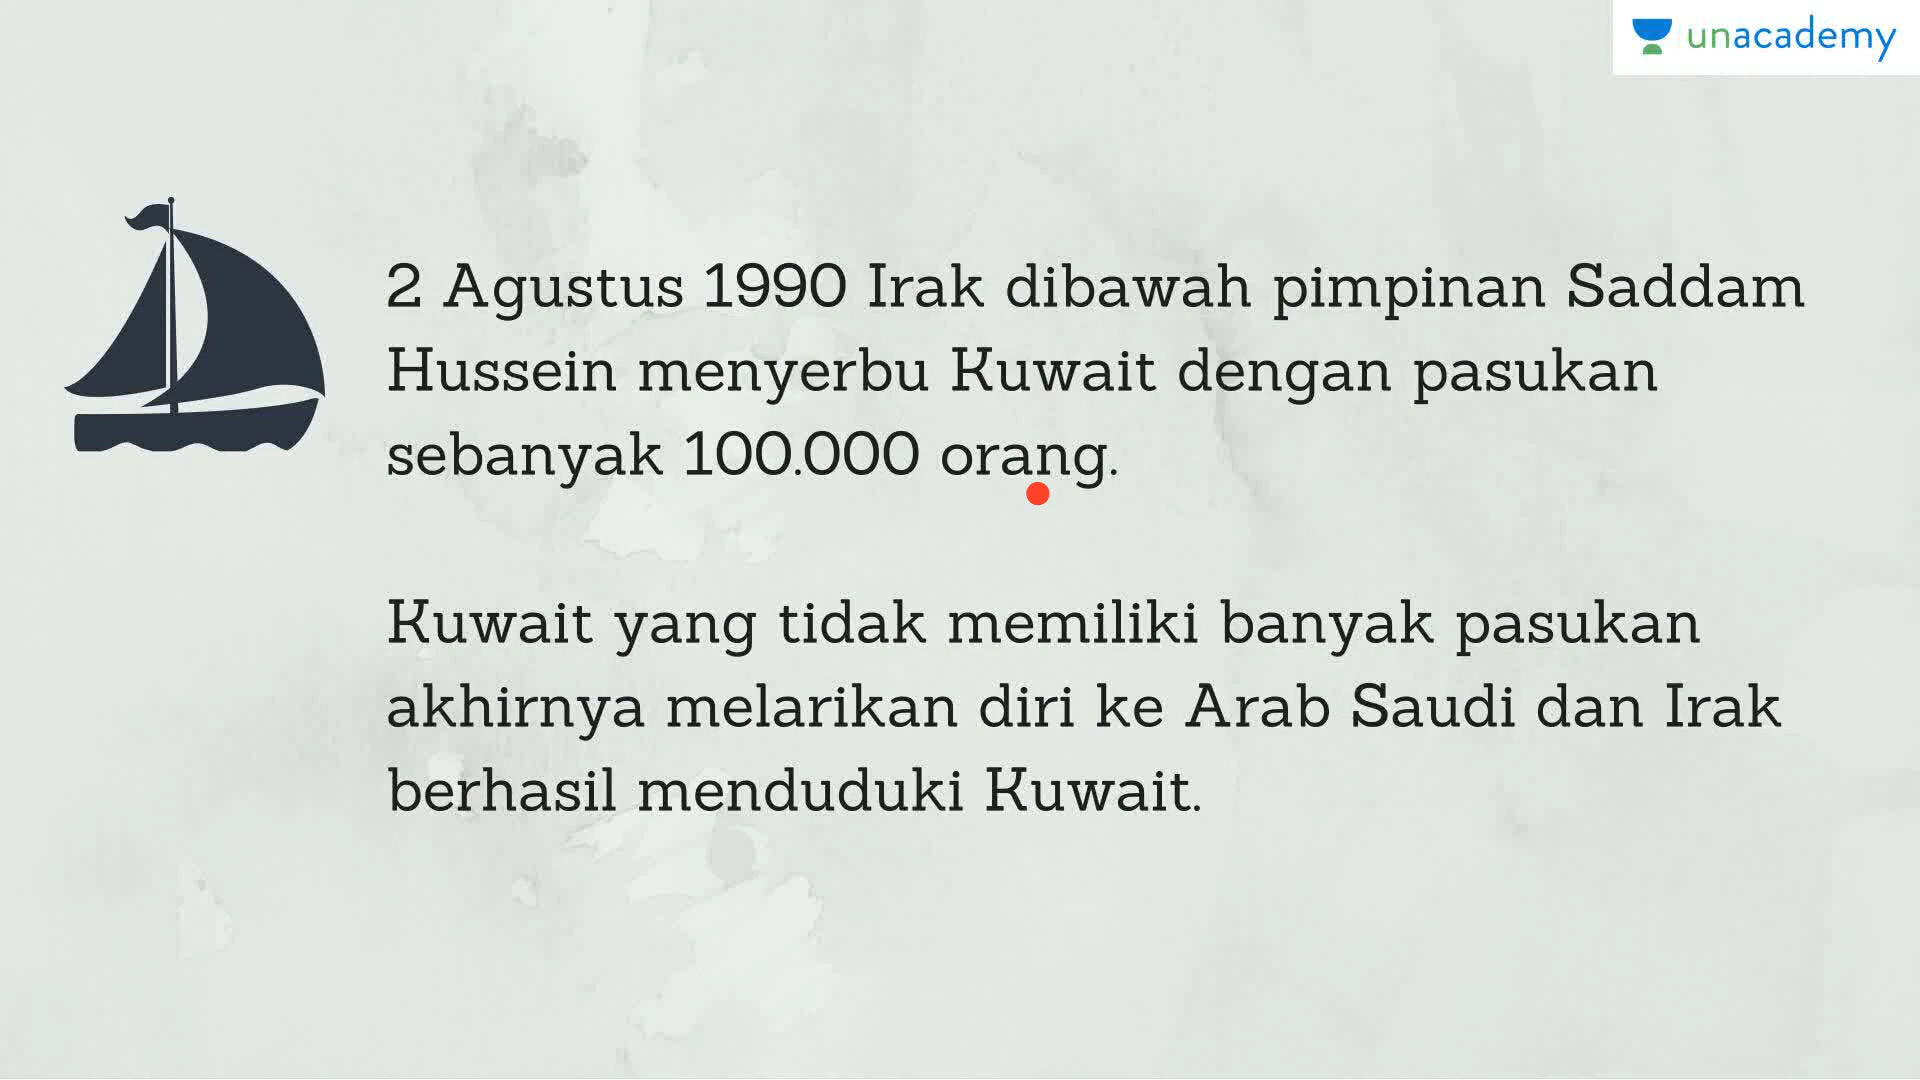 unacademy
2 Agustus 1990 Irak dibawah pimpinan Saddam
Hussein menyerbu Kuwait dengan pasukan
sebanyak 100.000 orang.
Kuwait yang tidak memiliki banyak pasukan
akhirnya melarikan diri ke Arab Saudi dan Irak
berhasil menduduki Kuwait.